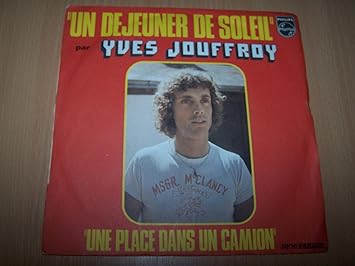 'UN DEJEUNER DE SOLEIL'
par YVES JOUFFROY
PHILIPS
MSGR. McCLANCY
'UNE PLACE DANS UN CAMION'